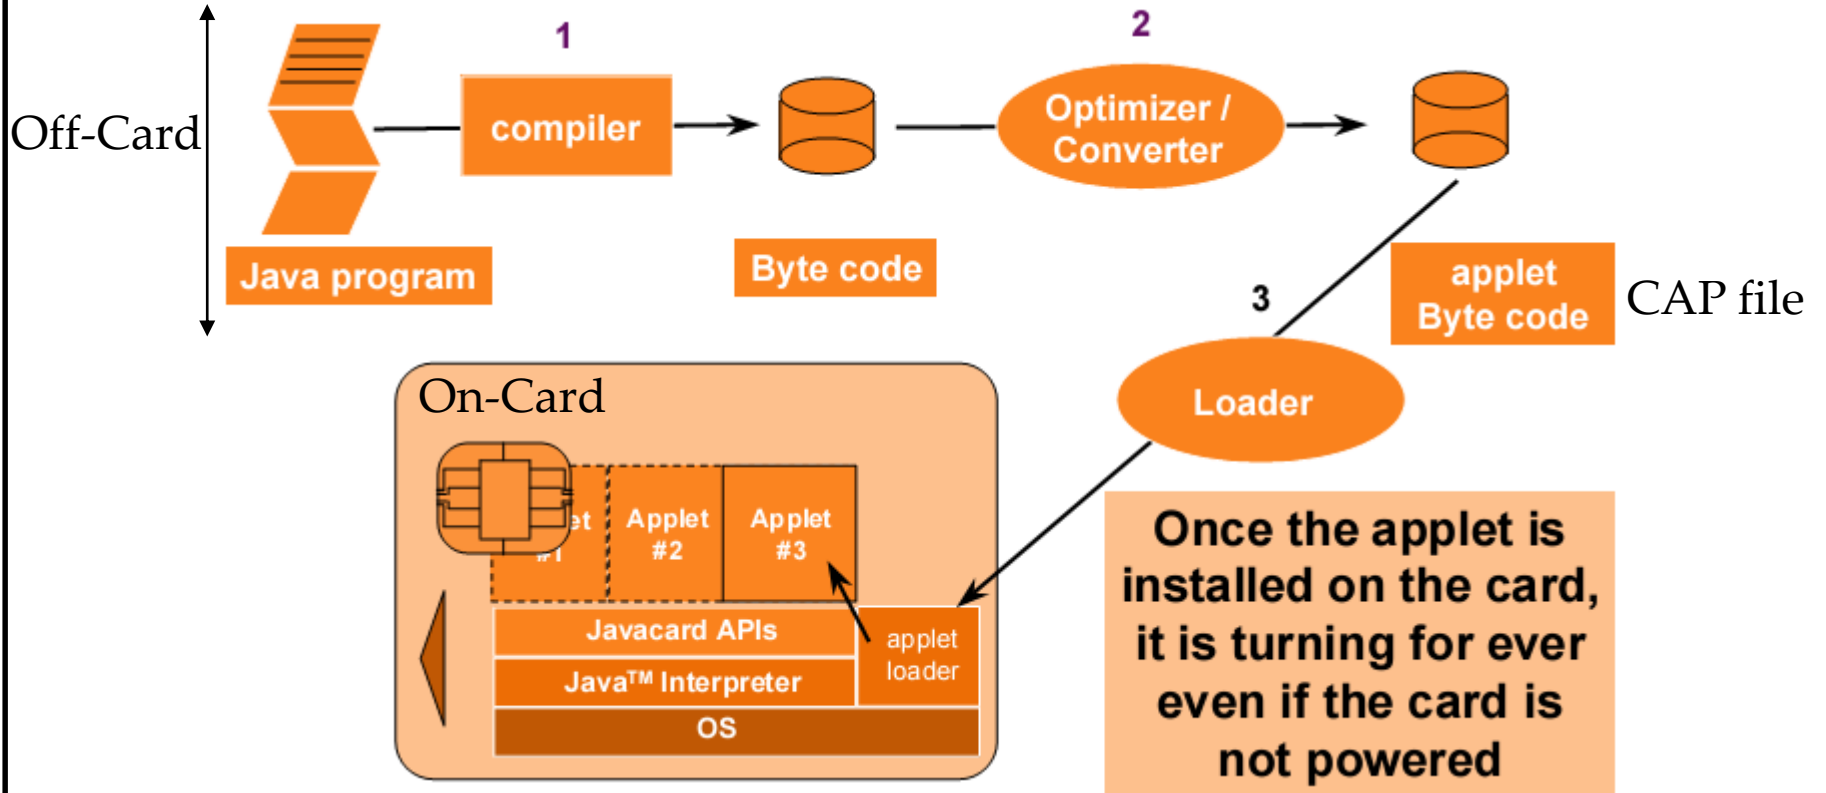 Off-Card
1
2
compiler
Optimizer /
Converter
Java program
Byte code
applet
Byte code
CAP file
3
Loader
On-Card
#1
Applet
#2
Applet
#3
Javacard APIs
applet
loader
Java™ Interpreter
OS
Once the applet is
installed on the card,
it is turning for ever
even if the card is
not powered